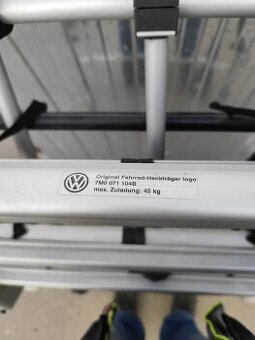 Original Fahrrad-Heckträger logo
7M0 071 104B
max. Zuladung: 45 kg